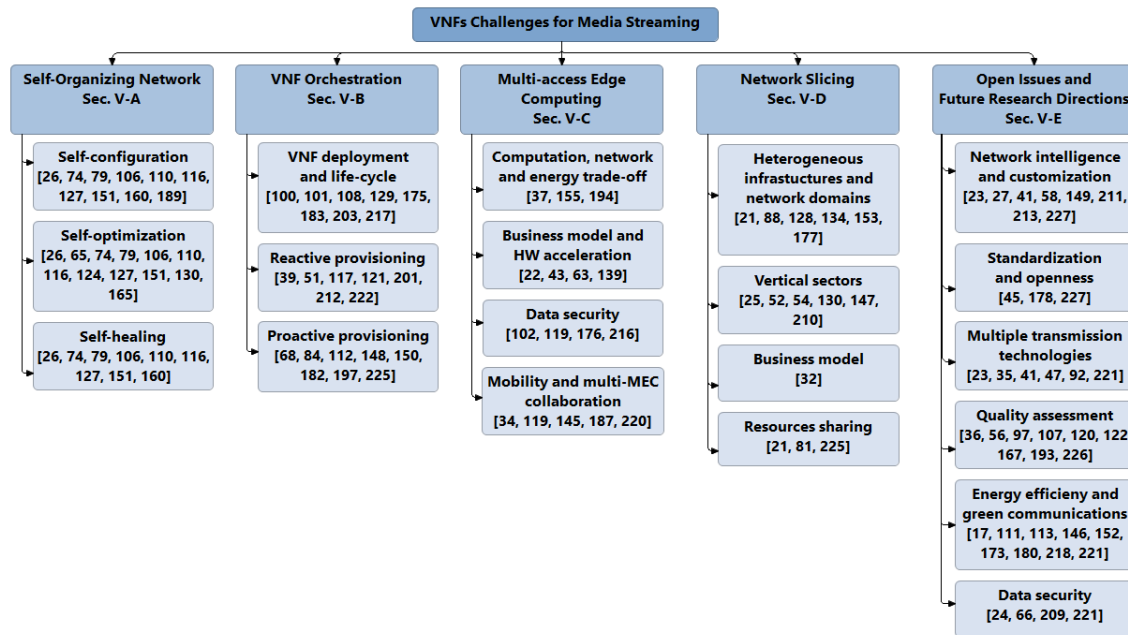 VNFs Challenges for Media Streaming
Self-Organizing Network
Sec. V-A
Self-configuration
[26, 74, 79, 106, 110, 116,
127, 151, 160, 189]
Self-optimization
[26, 65, 74, 79, 106, 110,
116, 124, 127, 151, 130,
165]
Self-healing
[26, 74, 79, 106, 110, 116,
127, 151, 160]
VNF Orchestration
Sec. V-B
VNF deployment
and life-cycle
[100, 101, 108, 129, 175,
183, 203, 217]
Reactive provisioning
[39, 51, 117, 121, 201,
212, 222]
Proactive provisioning
[68, 84, 112, 148, 150,
182, 197, 225]
Multi-access Edge
Computing
Sec. V-C
Computation, network
and energy trade-off
[37, 155, 194]
Business model and
HW acceleration
[22, 43, 63, 139]
Data security
[102, 119, 176, 216]
Mobility and multi-MEC
collaboration
[34, 119, 145, 187, 220]
Network Slicing
Sec. V-D
Heterogeneous
infrastuctures and
network domains
[21, 88, 128, 134, 153,
177]
Vertical sectors
[25, 52, 54, 130, 147,
210]
Business model
[32]
Resources sharing
[21, 81, 225]
Open Issues and
Future Research Directions
Sec. V-E
Network intelligence
and customization
[23, 27, 41, 58, 149, 211,
213, 227]
Standardization
and openness
[45, 178, 227]
Multiple transmission
technologies
[23, 35, 41, 47, 92, 221]
Quality assessment
[36, 56, 97, 107, 120, 122
167, 193, 226]
Energy efficieny and
green communications
[17, 111, 113, 146, 152,
173, 180, 218, 221]
Data security
[24, 66, 209, 221]